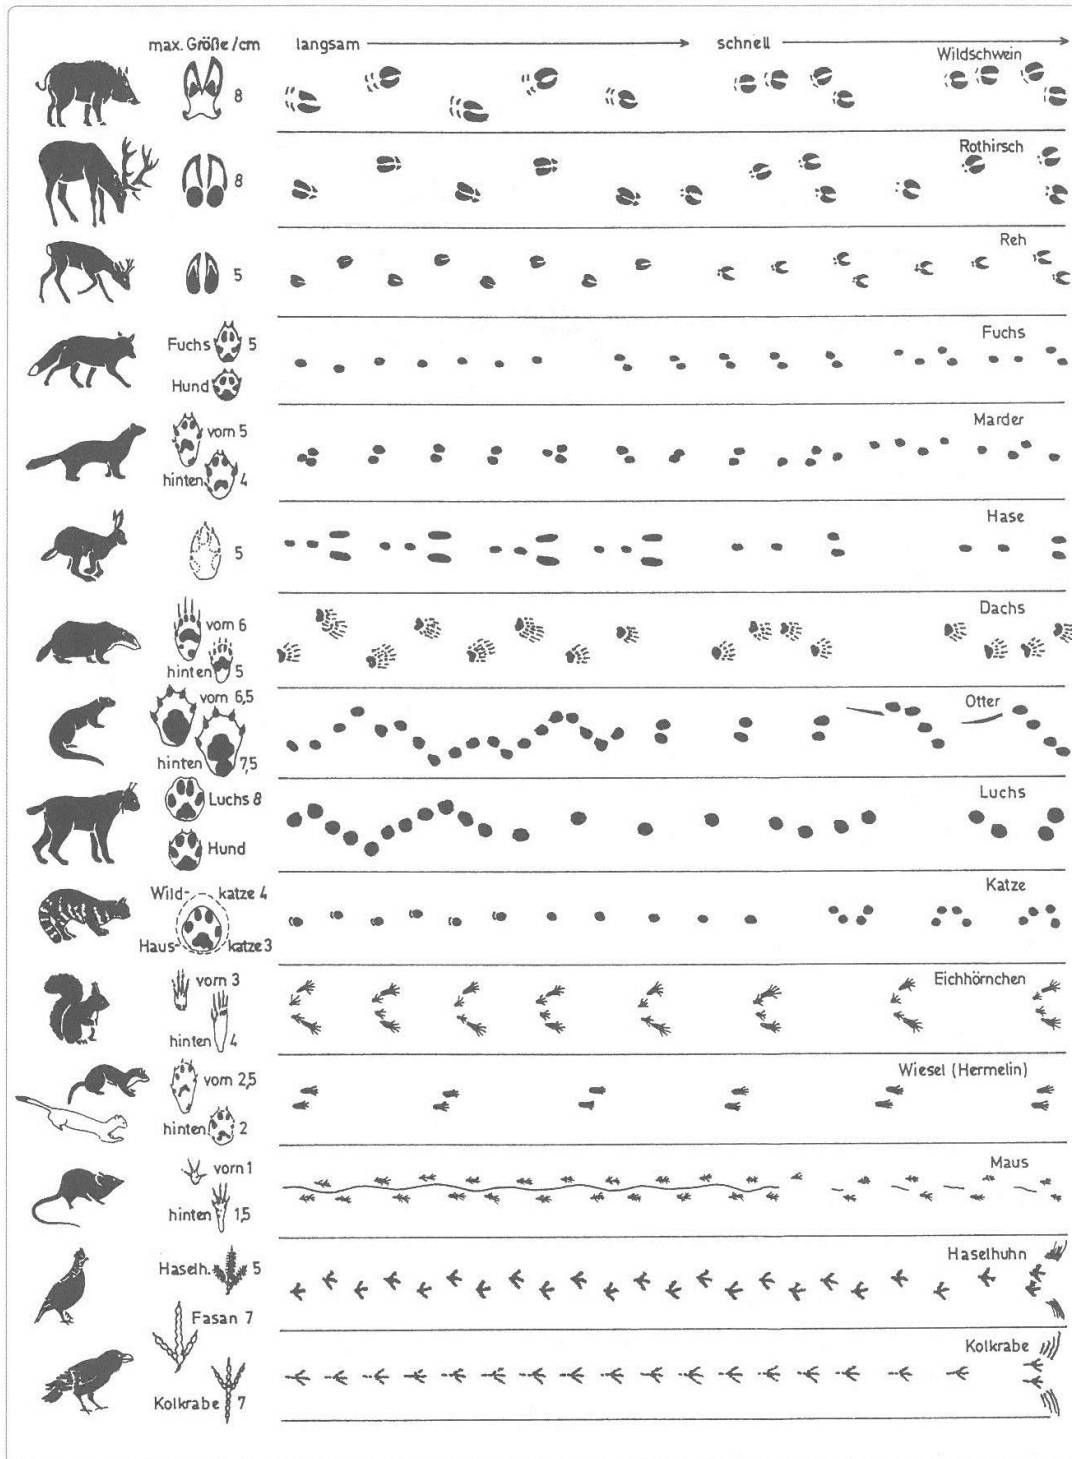 max. Größe/cm langsam schnell
Wildschwein
8
Rothirsch
8
Reh
5
Fuchs
Fuchs 5
Hund
Marder
vorn 5
hinten 4
Hase
5
Dachs
vorn 6
hinten 5
Otter
vorn 6,5
hinten 7,5
Luchs
Luchs 8
Hund
Katze
Wild- katze 4
Haus- katze 3
Eichhörnchen
vorn 3
hinten 4
Wiesel (Hermelin)
vorn 2,5
hinten 2
Maus
vorn 1
hinten 1,5
Haselhuhn
Haselh. 5
Fasan 7
Kolkrabe
Kolkrabe 7